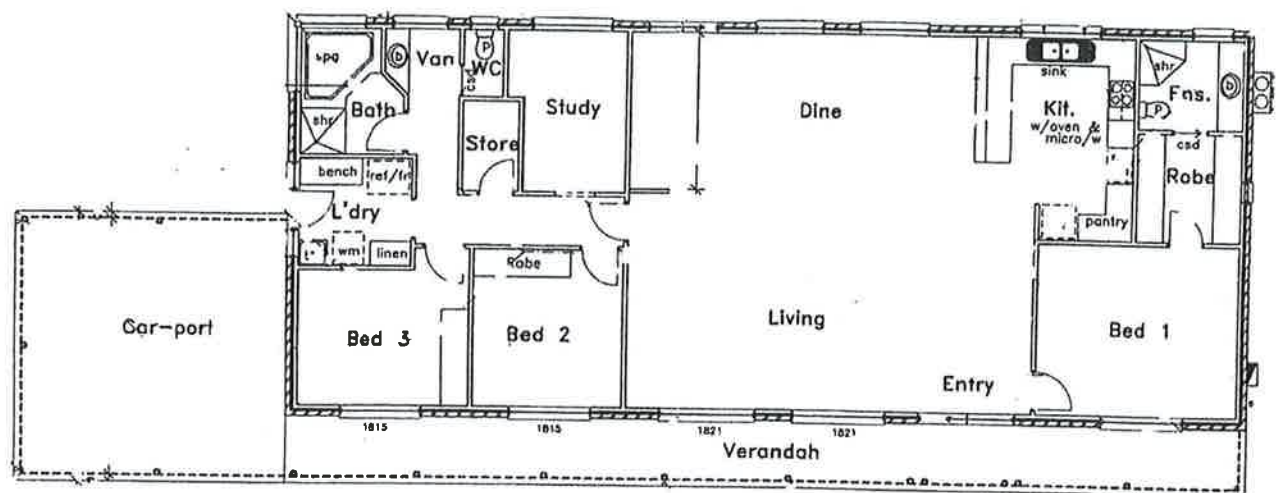 spa
b
Van
P
WC
csd
Bath
shr
Study
Store
Dine
sink
Kit.
w/oven &
micro/w
shr
b
Ens.
P
csd
Robe
pantry
bench
ref/fr
L'dry
wm
linen
Robe
Car-port
Bed 3
Bed 2
Living
Entry
Bed 1
1815
1815
1821
1821
Verandah